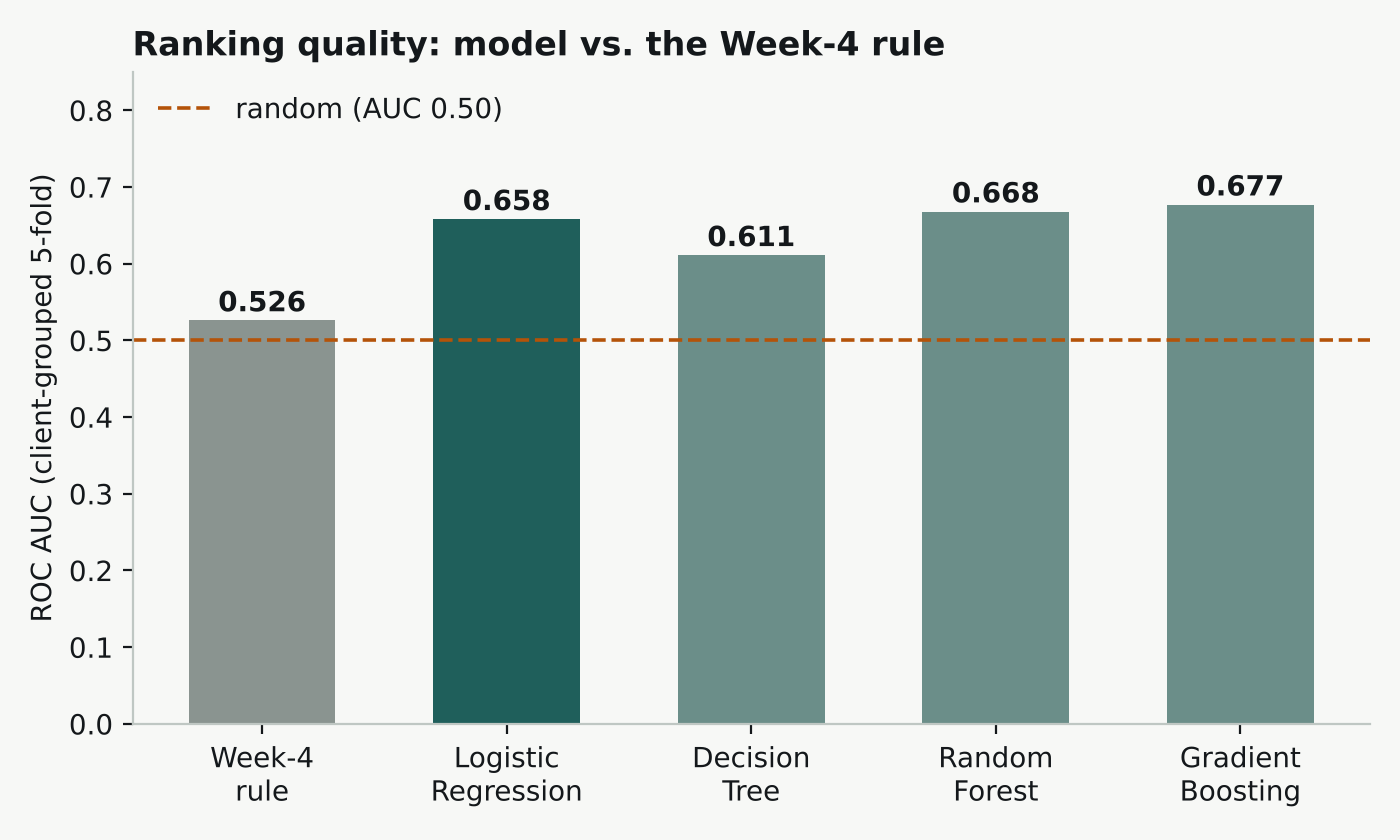 Ranking quality: model vs. the Week-4 rule
random (AUC 0.50)
ROC AUC (client-grouped 5-fold)
0.8
0.7
0.6
0.5
0.4
0.3
0.2
0.1
0.0
0.526
0.658
0.611
0.668
0.677
Week-4
rule
Logistic
Regression
Decision
Tree
Random
Forest
Gradient
Boosting